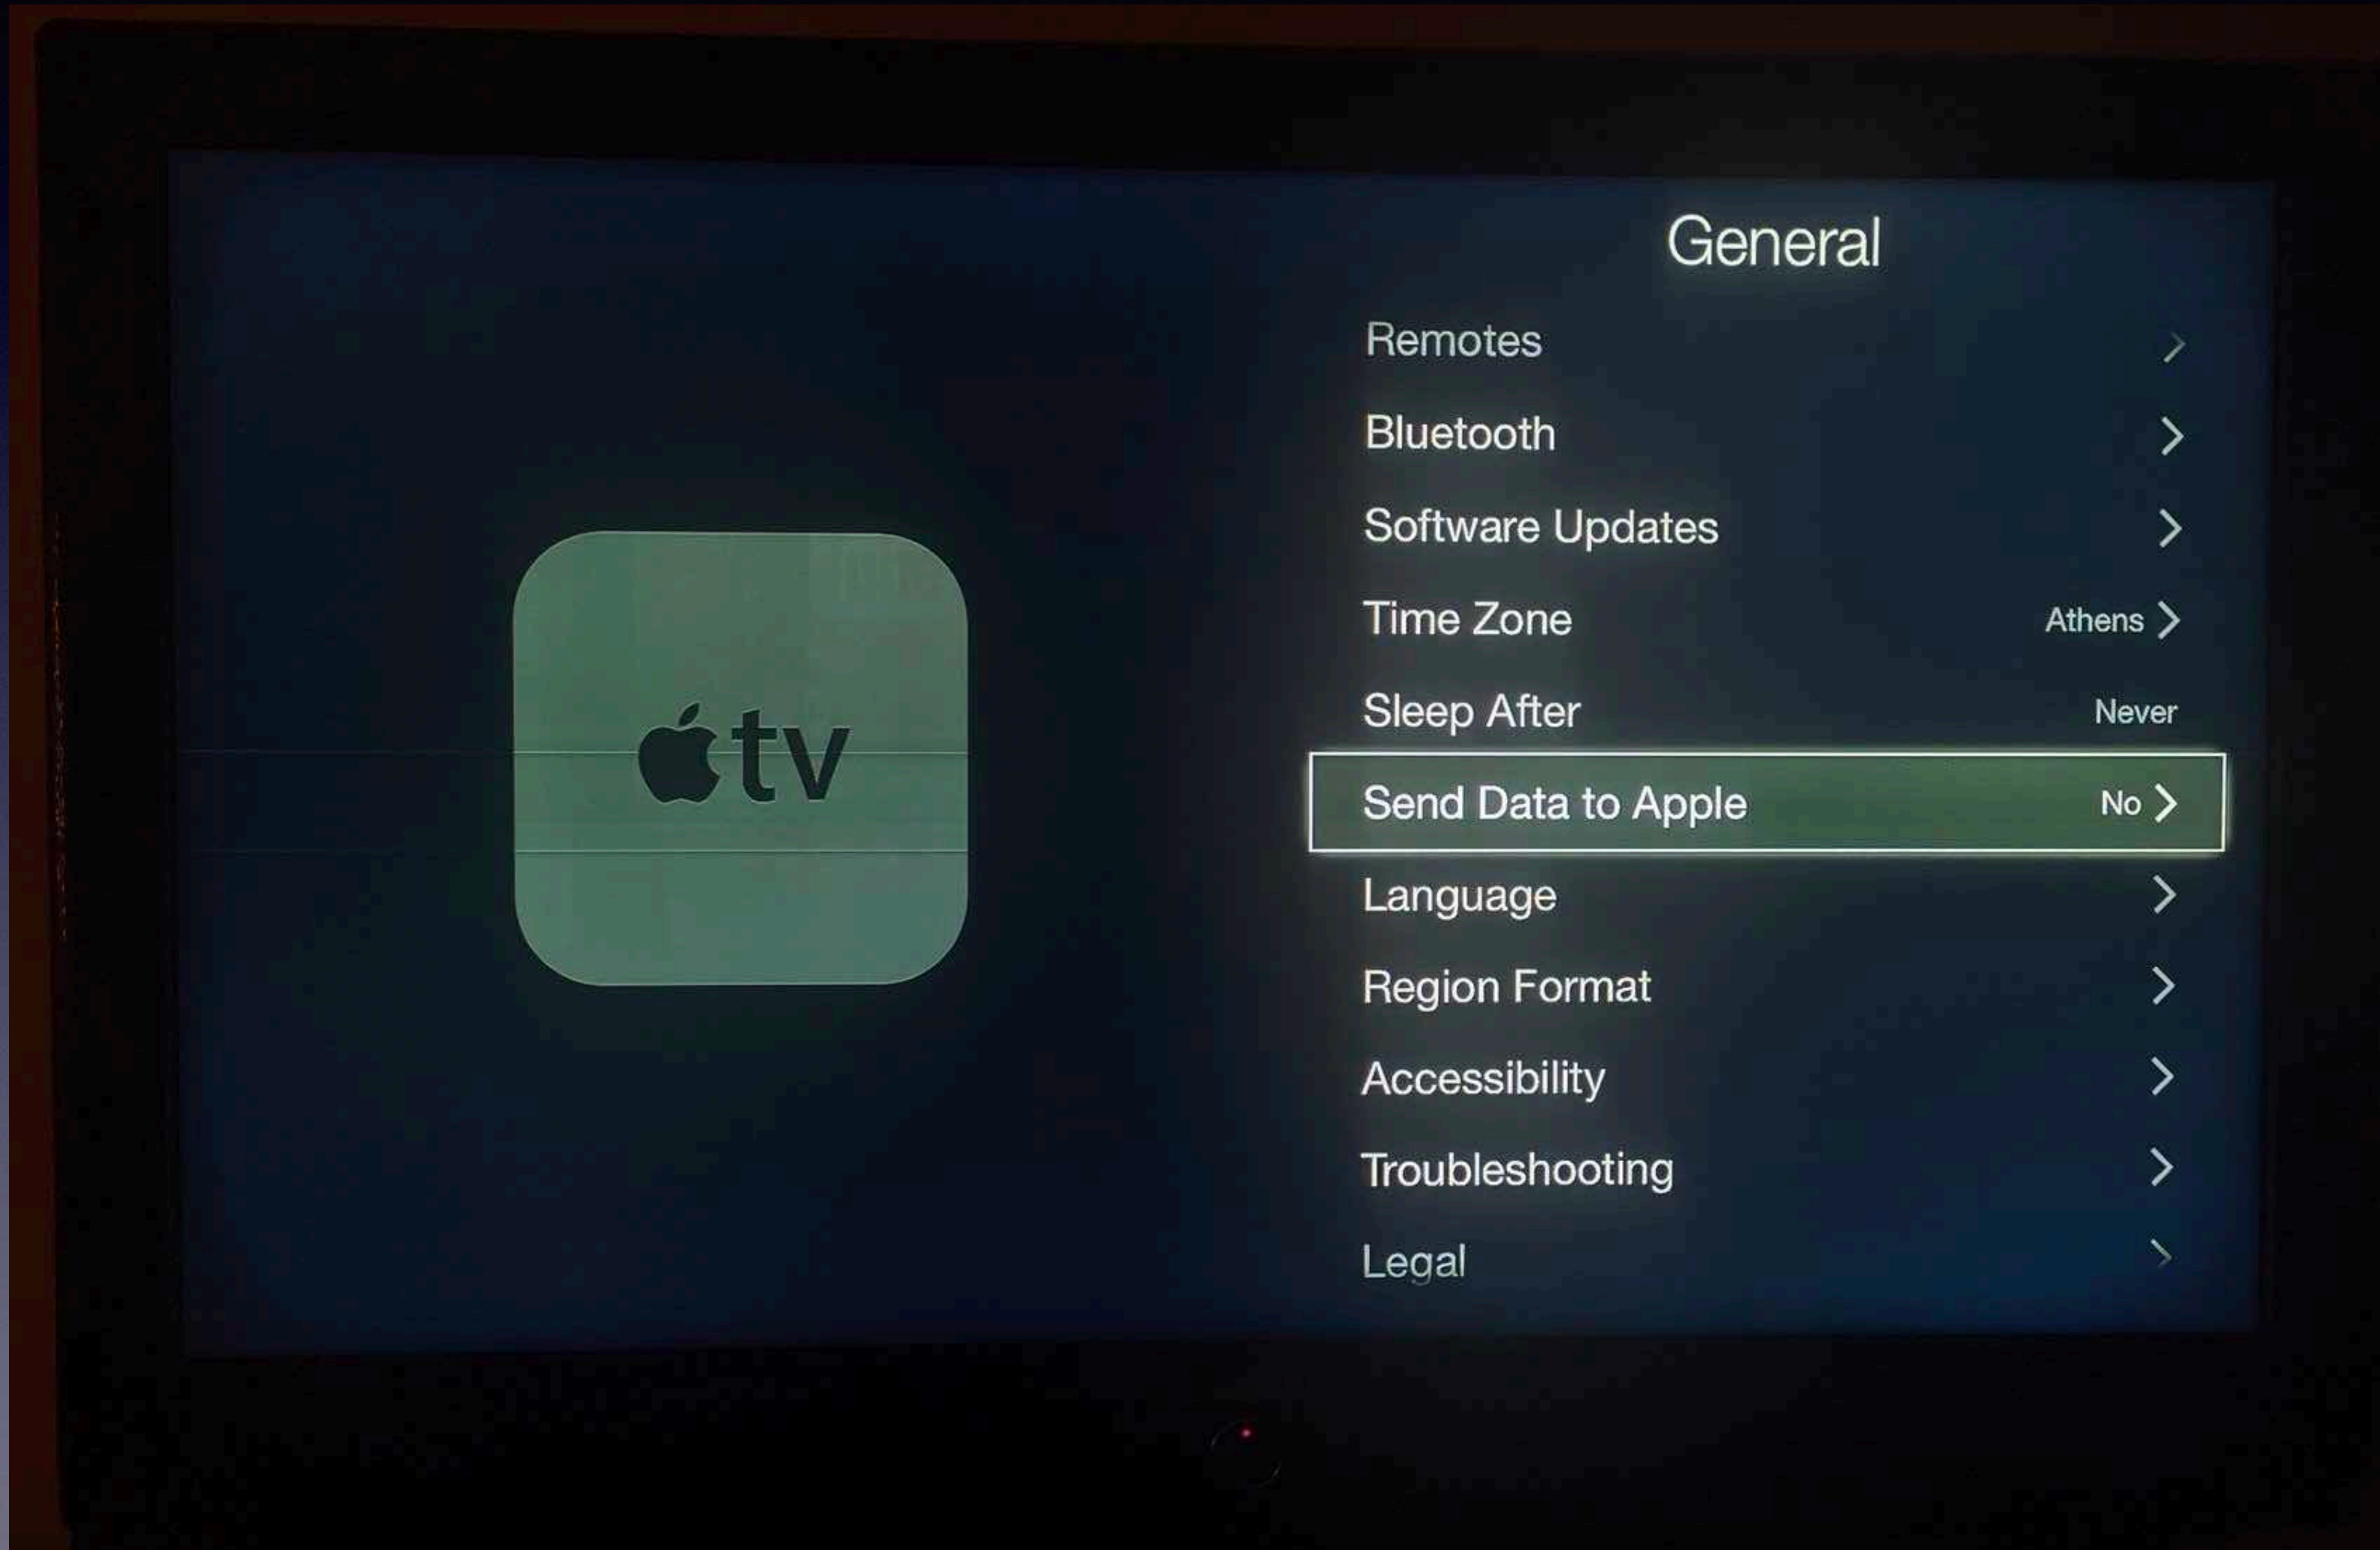 General
Remotes
Bluetooth
Software Updates
Time Zone Athens
Sleep After Never
Send Data to Apple No
Language
Region Format
Accessibility
Troubleshooting
Legal
tv